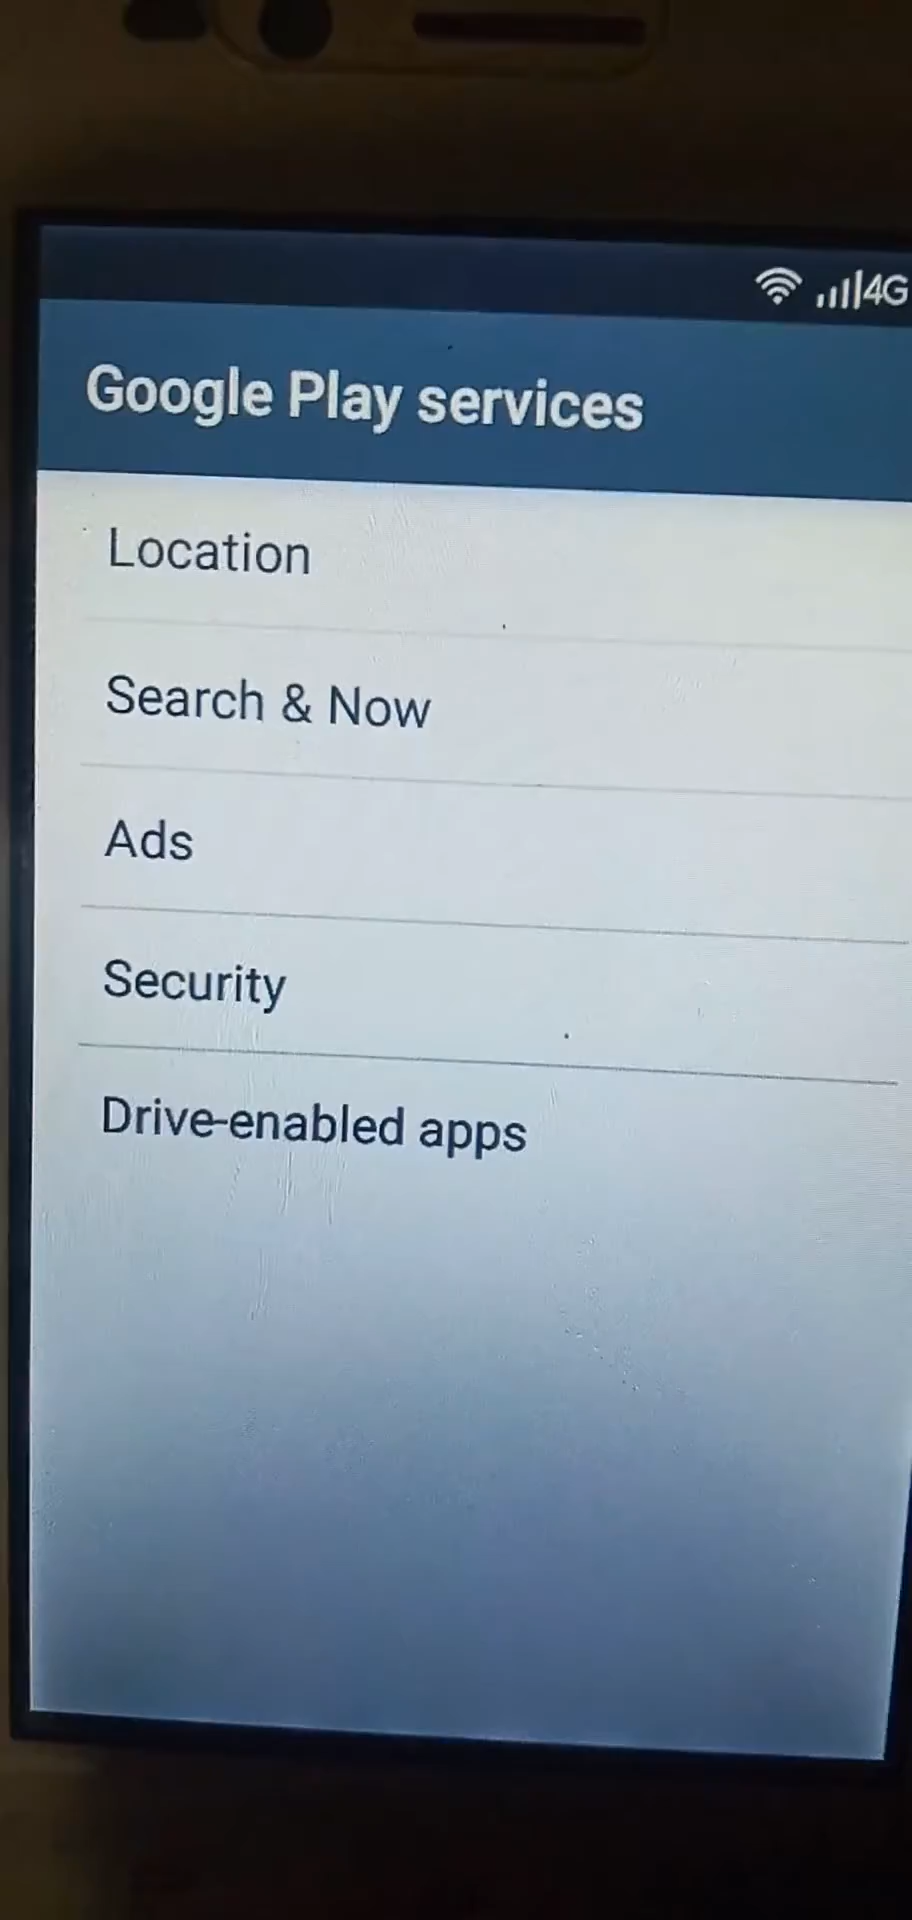 4G
Google Play services
Location
Search & Now
Ads
Security
Drive-enabled apps